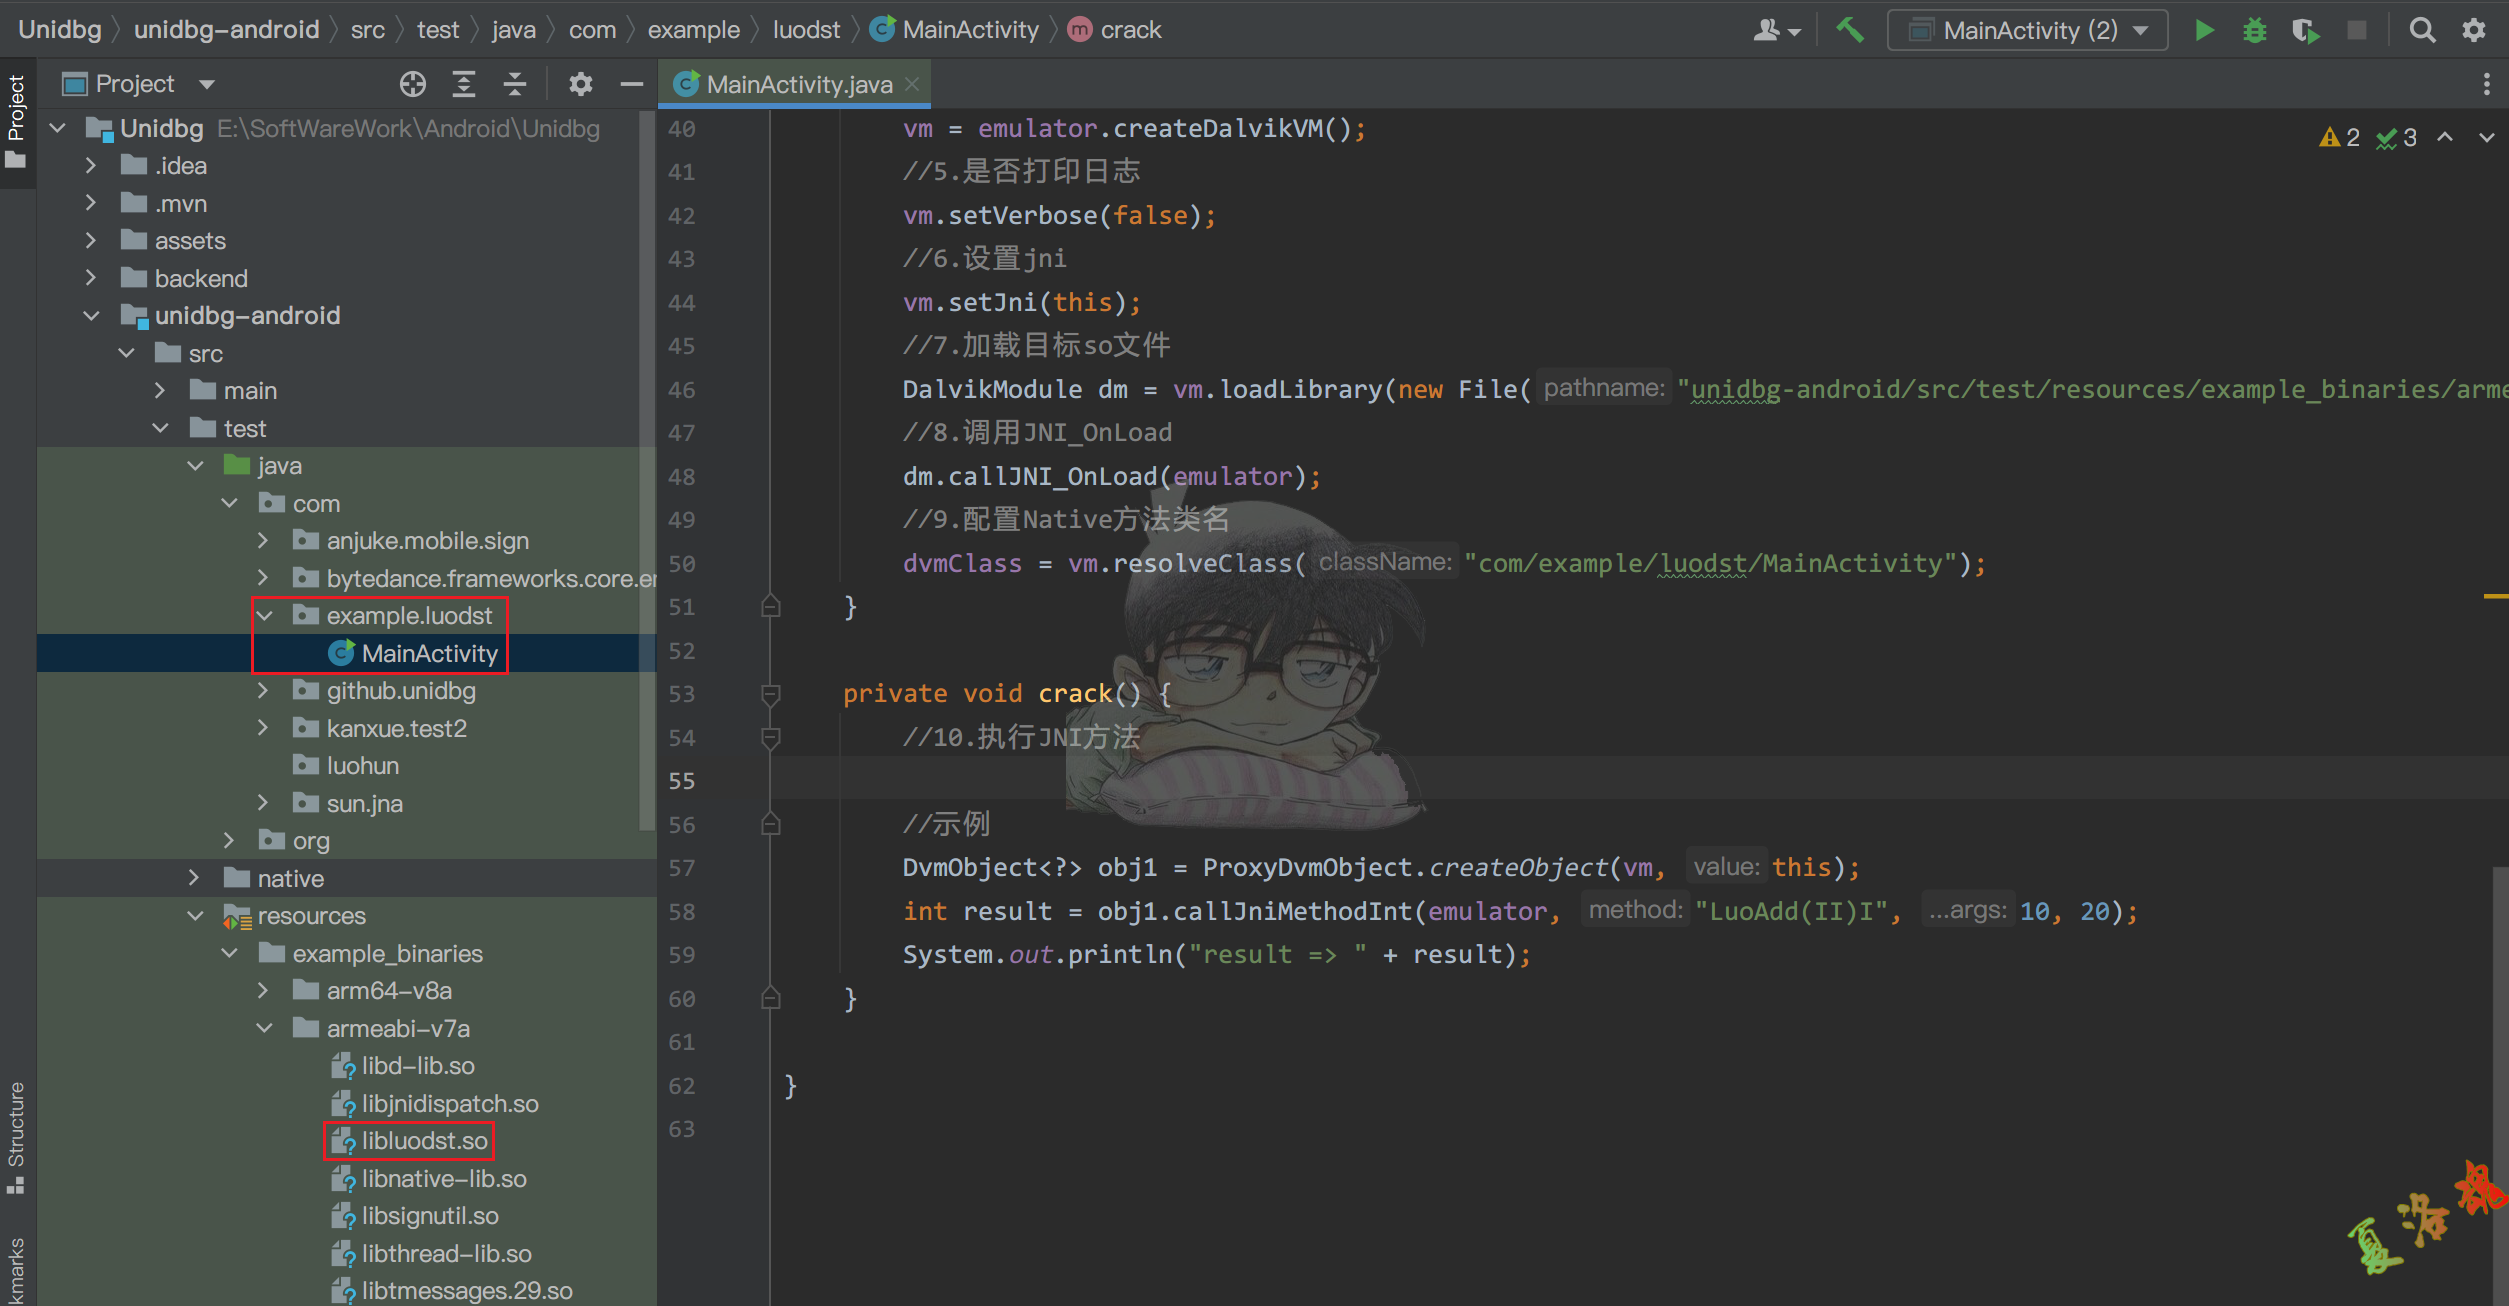 Unidbg unidbg-android src test java com example luodst MainActivity crack
MainActivity (2)
Project
Project
Structure
kmarks
Unidbg E:\SoftWareWork\Android\Unidbg
.idea
.mvn
assets
backend
unidbg-android
src
main
test
java
com
anjuke.mobile.sign
bytedance.frameworks.core.en
example.luodst
MainActivity
github.unidbg
kanxue.test2
luohun
sun.jna
org
native
resources
example_binaries
arm64-v8a
armeabi-v7a
libd-lib.so
libjnidispatch.so
libluodst.so
libnative-lib.so
libsignutil.so
libthread-lib.so
libtmessages.29.so
MainActivity.java
2 3
40 vm = emulator.createDalvikVM();
41 //5.是否打印日志
42 vm.setVerbose(false);
43 //6.设置jni
44 vm.setJni(this);
45 //7.加载目标so文件
46 DalvikModule dm = vm.loadLibrary(new File( pathname: "unidbg-android/src/test/resources/example_binaries/arme
47 //8.调用JNI_OnLoad
48 dm.callJNI_OnLoad(emulator);
49 //9.配置Native方法类名
50 dvmClass = vm.resolveClass( className: "com/example/luodst/MainActivity");
51 }
52
53 private void crack() {
54 //10.执行JNI方法
55
56 //示例
57 DvmObject<?> obj1 = ProxyDvmObject.createObject(vm, value: this);
58 int result = obj1.callJniMethodInt(emulator, method: "LuoAdd(II)I", ...args: 10, 20);
59 System.out.println("result => " + result);
60 }
61
62 }
63
夏洛魂